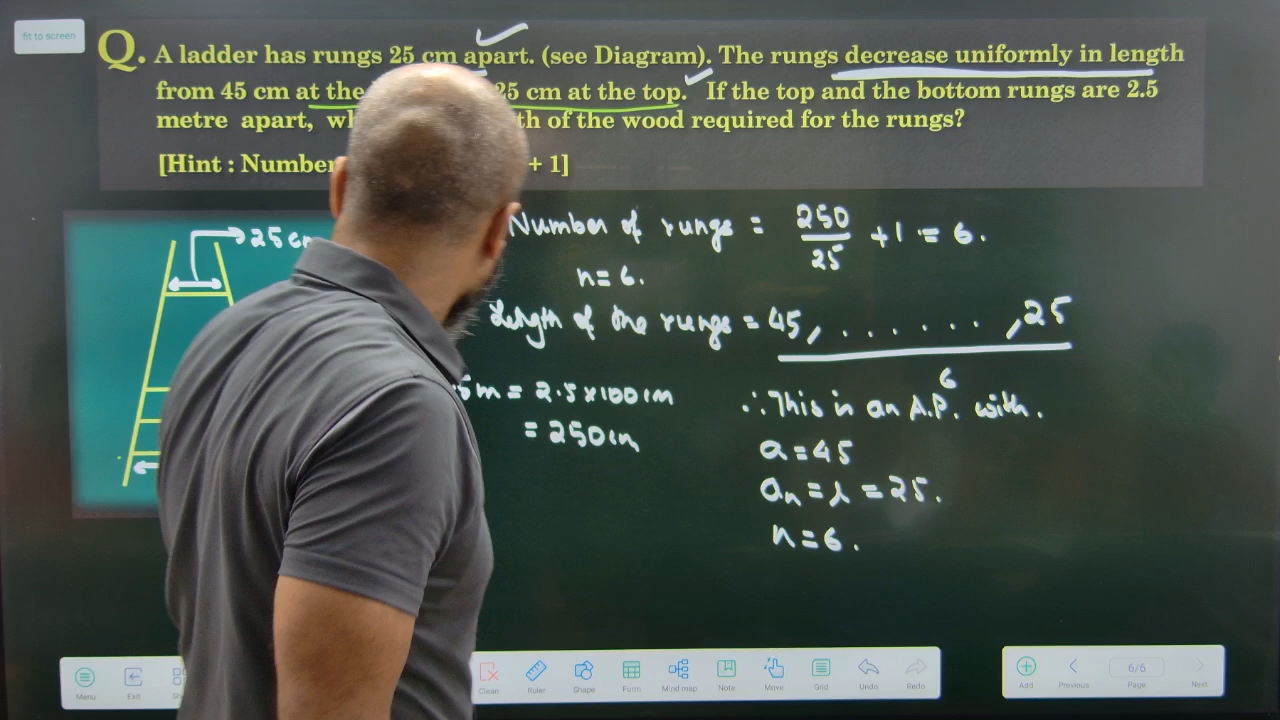 fit to screen
Q. A ladder has rungs 25 cm apart. (see Diagram). The rungs decrease uniformly in length
from 45 cm at the 25 cm at the top. If the top and the bottom rungs are 2.5
metre apart, of the wood required for the rungs?
[Hint : Number + 1]
25 cm
Number of rungs = 250/25 + 1 = 6.
n = 6.
Length of the rungs = 45, . . . . . . , 25
6
5m = 2.5 x 100 cm
= 250 cm
∴ This is an A.P. with.
a = 45
an = l = 25.
n = 6.
Menu Exit Clean Ruler Shape Form Mind map Note Move Grid Undo Redo Add Previous 6/6 Page Next